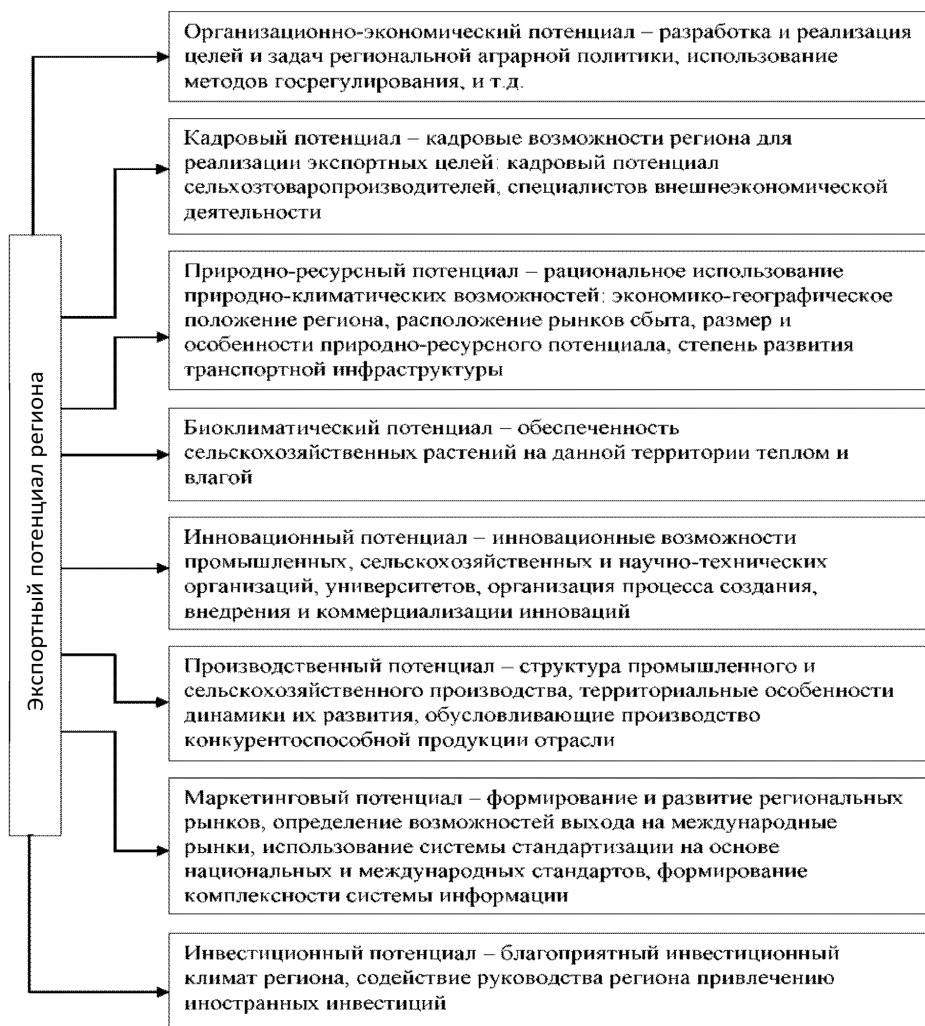 Организационно-экономический потенциал – разработка и реализация
целей и задач региональной аграрной политики, использование
методов госрегулирования, и т.д.
Кадровый потенциал – кадровые возможности региона для
реализации экспортных целей: кадровый потенциал
сельхозтоваропроизводителей, специалистов внешнеэкономической
деятельности
Экспортный потенциал региона
Природно-ресурсный потенциал – рациональное использование
природно-климатических возможностей: экономико-географическое
положение региона, расположение рынков сбыта, размер и
особенности природно-ресурсного потенциала, степень развития
транспортной инфраструктуры
Биоклиматический потенциал – обеспеченность
сельскохозяйственных растений на данной территории теплом и
влагой
Инновационный потенциал – инновационные возможности
промышленных, сельскохозяйственных и научно-технических
организаций, университетов, организация процесса создания,
внедрения и коммерциализации инноваций
Производственный потенциал – структура промышленного и
сельскохозяйственного производства, территориальные особенности
динамики их развития, обусловливающие производство
конкурентоспособной продукции отрасли
Маркетинговый потенциал – формирование и развитие региональных
рынков, определение возможностей выхода на международные
рынки, использование системы стандартизации на основе
национальных и международных стандартов, формирование
комплексности системы информации
Инвестиционный потенциал – благоприятный инвестиционный
климат региона, содействие руководства региона привлечению
иностранных инвестиций